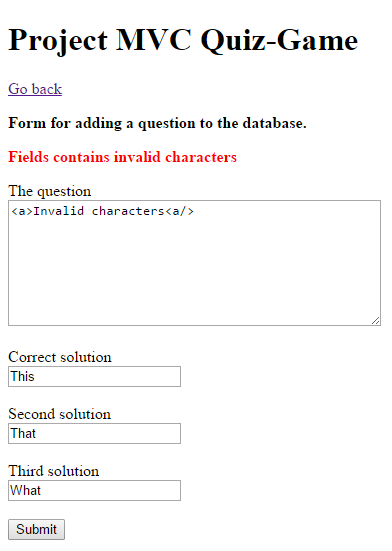 Project MVC Quiz-Game
Go back
Form for adding a question to the database.
Fields contains invalid characters
The question
<a>Invalid characters<a/>
Correct solution
This
Second solution
That
Third solution
What
Submit